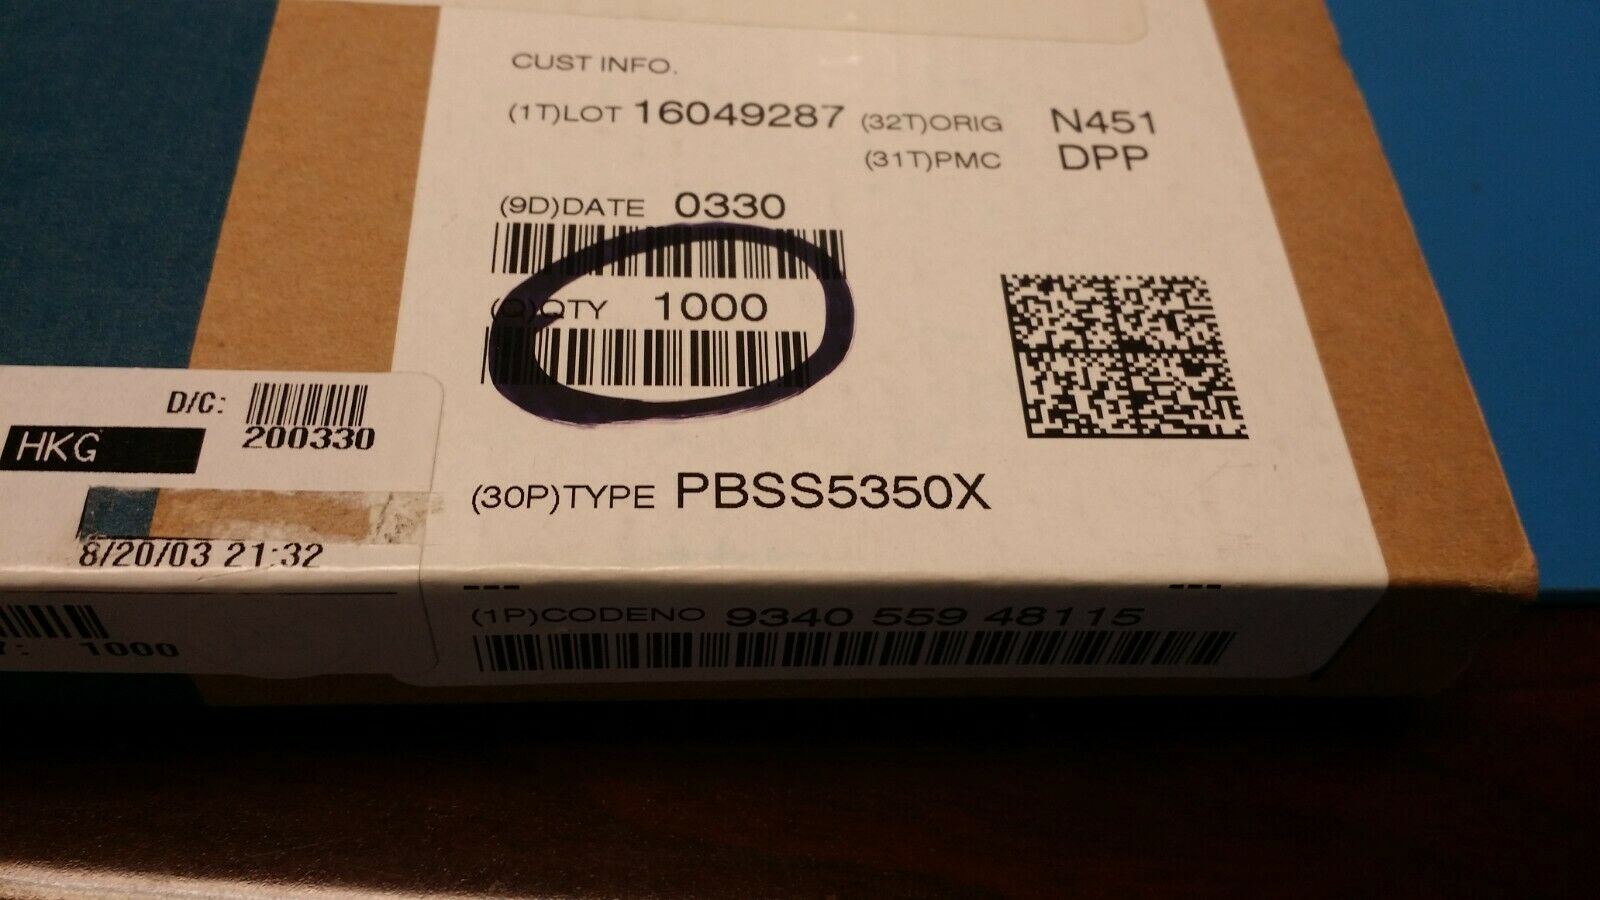 CUST INFO.
(1T)LOT 16049287 (32T)ORIG N451
(31T)PMC DPP
(9D)DATE 0330
(Q)QTY 1000
D/C:
200330
HKG
(30P)TYPE PBSS5350X
8/20/03 21:32
(1P)CODENO 9340 559 48115
1000